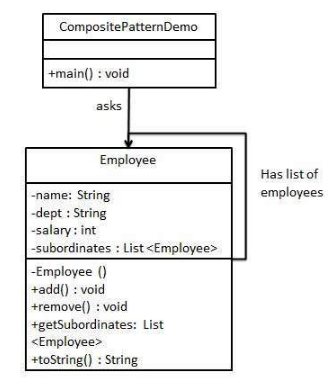 CompositePatternDemo
+main() : void
asks
Employee
Has list of
employees
-name: String
-dept : String
-salary : int
-subordinates : List <Employee>
-Employee ()
+add() : void
+remove() : void
+getSubordinates: List
<Employee>
+toString() : String